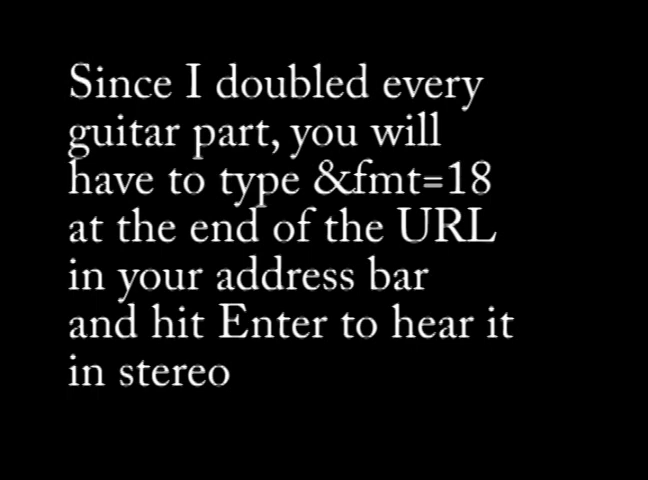 Since I doubled every
guitar part, you will
have to type &fmt=18
at the end of the URL
in your address bar
and hit Enter to hear it
in stereo